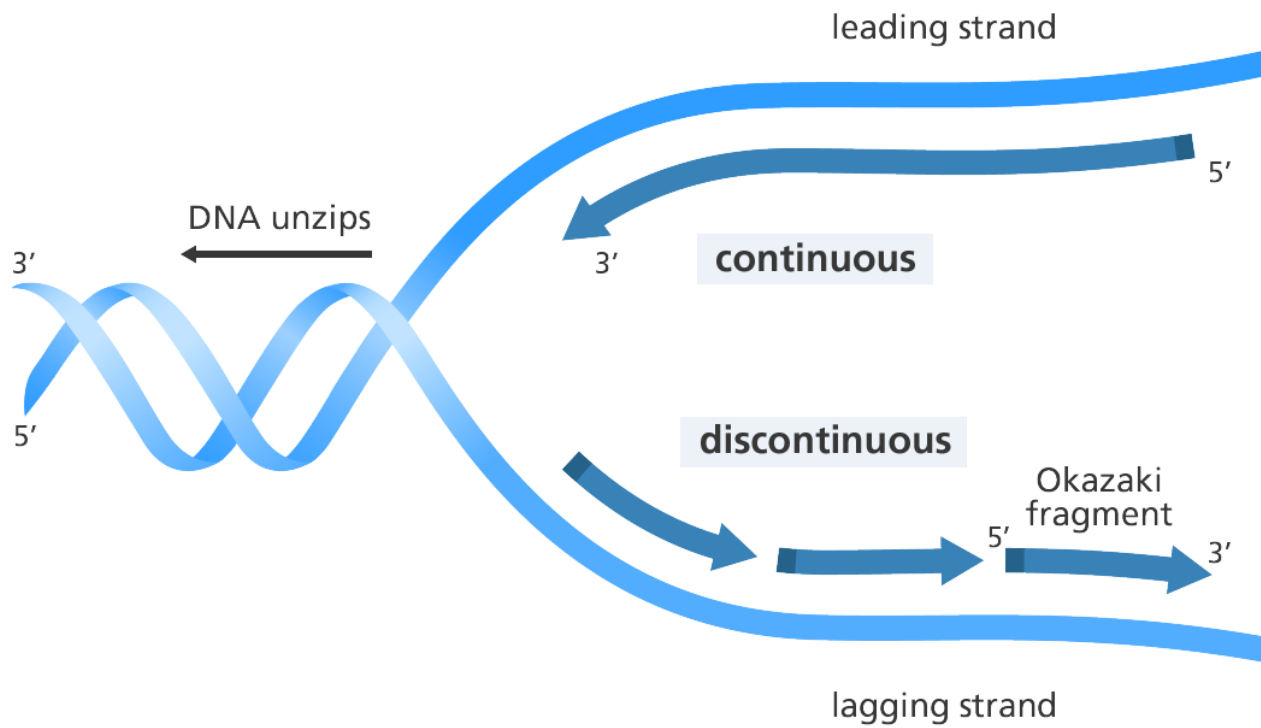 leading strand
5’
DNA unzips
3’
3’
continuous
5’
discontinuous
Okazaki
fragment
5’
3’
lagging strand